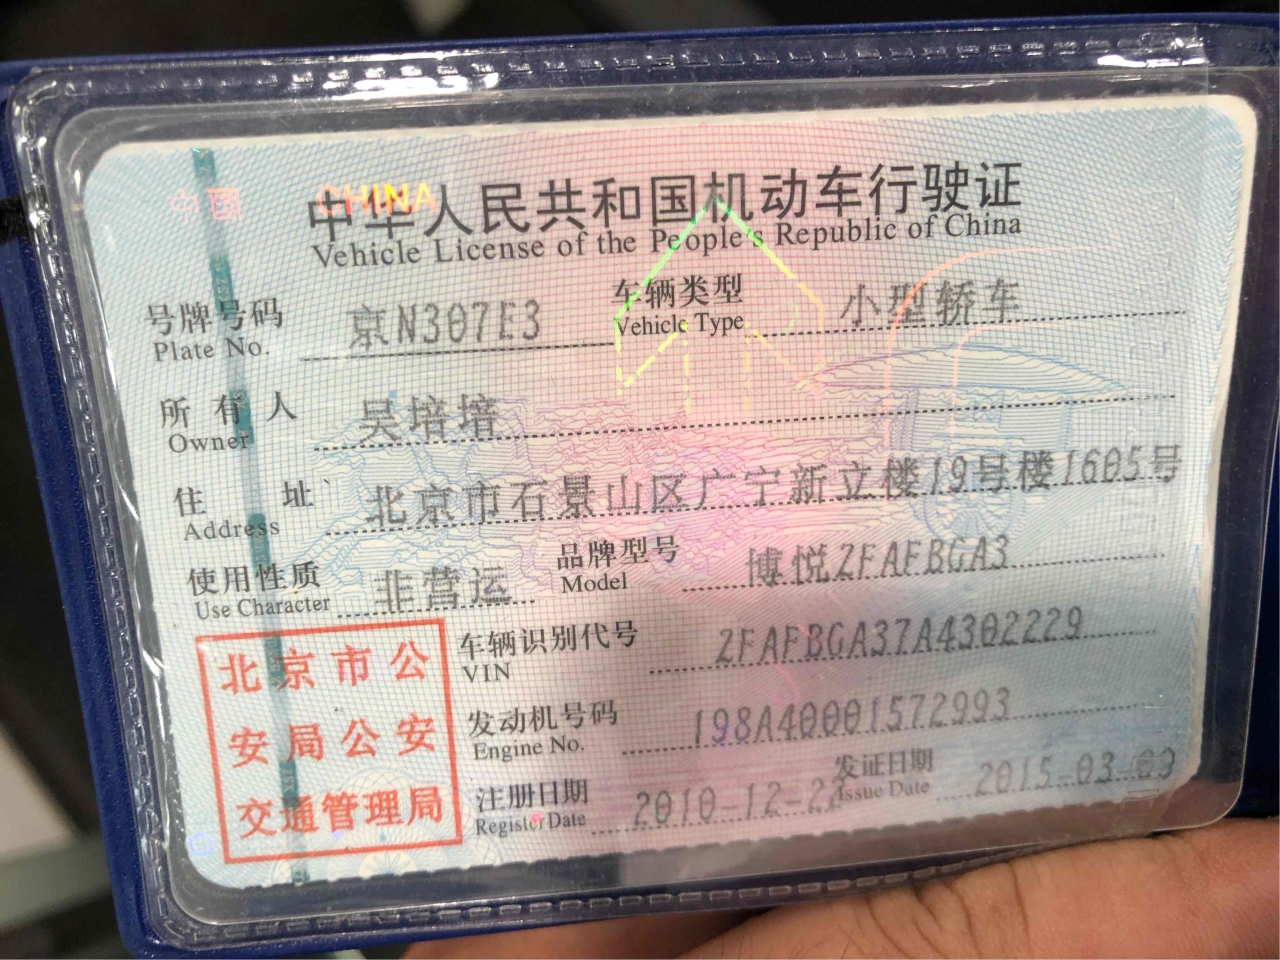 中国 CHINA
中华人民共和国机动车行驶证
Vehicle License of the People's Republic of China
号牌号码 京N307E3 车辆类型 小型轿车
Plate No. Vehicle Type
所有人 吴培培
Owner
住址 北京市石景山区广宁新立楼19号楼1605号
Address
使用性质 非营运 品牌型号 博悦ZFAFBGA3
Use Character Model
车辆识别代号 ZFAFBGA37A4302229
VIN
发动机号码 198A40001572993
Engine No.
注册日期 2010-12-22 发证日期 2015-03-09
Register Date Issue Date
北京市公
安局公安
交通管理局